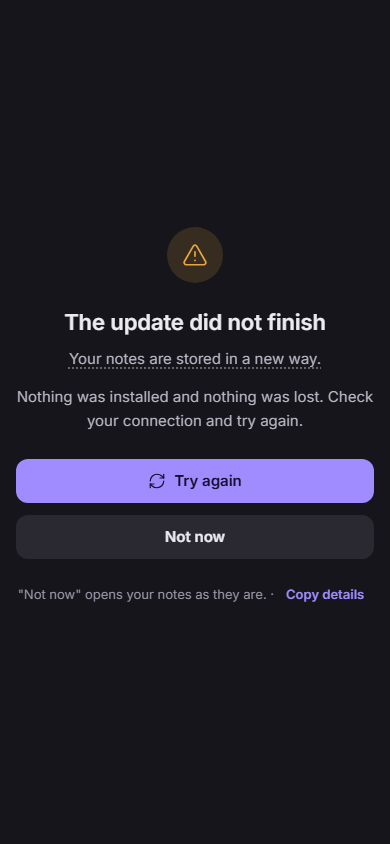 The update did not finish
Your notes are stored in a new way.
Nothing was installed and nothing was lost. Check
your connection and try again.
Try again
Not now
"Not now" opens your notes as they are. · Copy details